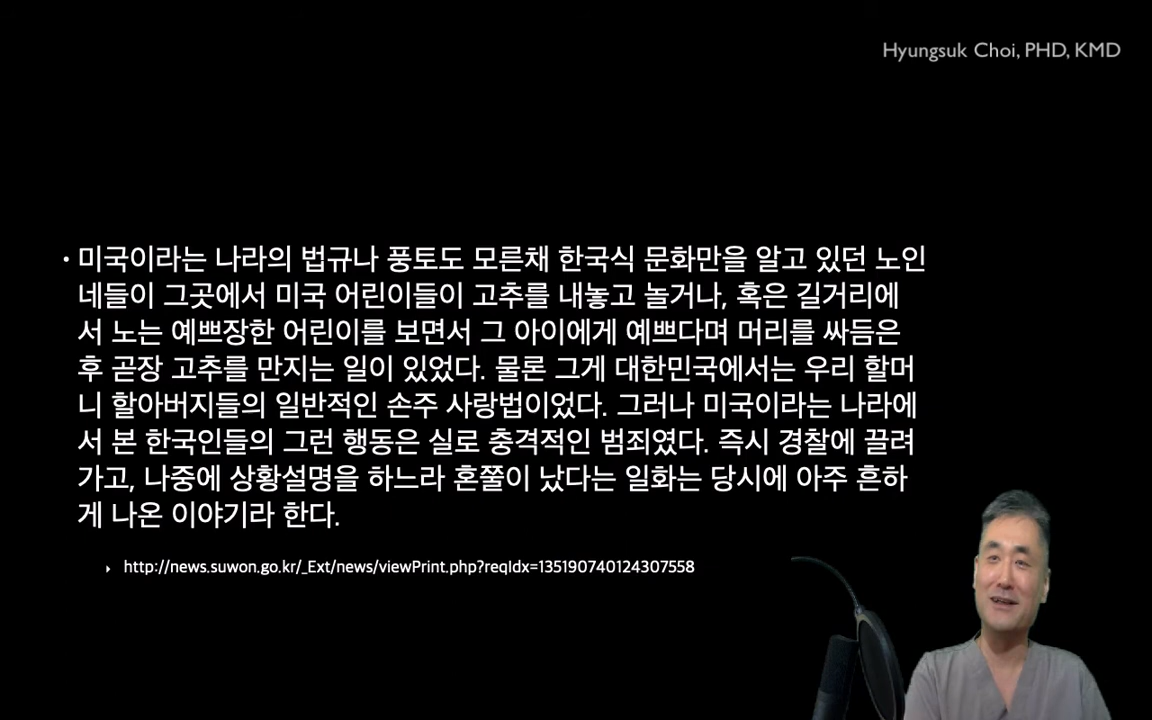 Hyungsuk Choi, PHD, KMD
• 미국이라는 나라의 법규나 풍토도 모른채 한국식 문화만을 알고 있던 노인
네들이 그곳에서 미국 어린이들이 고추를 내놓고 놀거나, 혹은 길거리에
서 노는 예쁘장한 어린이를 보면서 그 아이에게 예쁘다며 머리를 싸듬은
후 곧장 고추를 만지는 일이 있었다. 물론 그게 대한민국에서는 우리 할머
니 할아버지들의 일반적인 손주 사랑법이었다. 그러나 미국이라는 나라에
서 본 한국인들의 그런 행동은 실로 충격적인 범죄였다. 즉시 경찰에 끌려
가고, 나중에 상황설명을 하느라 혼쭐이 났다는 일화는 당시에 아주 흔하
게 나온 이야기라 한다.
http://news.suwon.go.kr/_Ext/news/viewPrint.php?reqIdx=135190740124307558